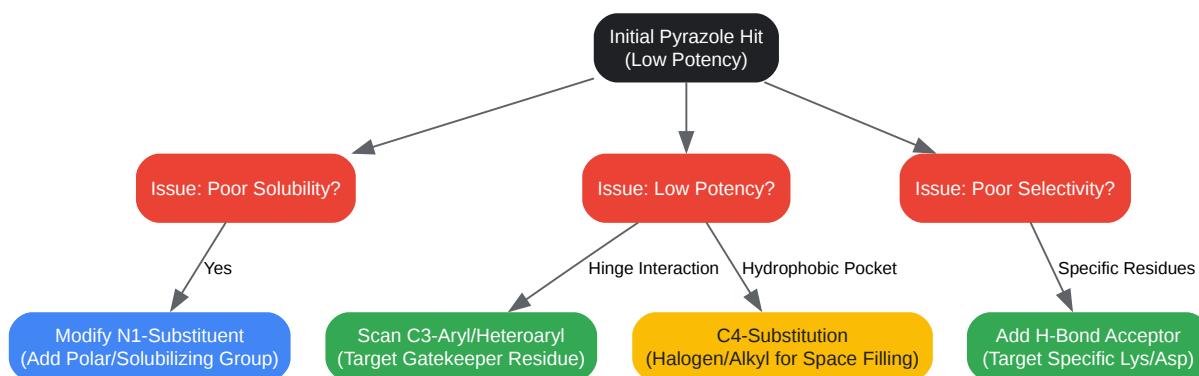 Initial Pyrazole Hit
(Low Potency)
Issue: Poor Solubility?
Issue: Low Potency?
Issue: Poor Selectivity?
Yes
Hinge Interaction
Hydrophobic Pocket
Specific Residues
Modify N1-Substituent
(Add Polar/Solubilizing Group)
Scan C3-Aryl/Heteroaryl
(Target Gatekeeper Residue)
C4-Substitution
(Halogen/Alkyl for Space Filling)
Add H-Bond Acceptor
(Target Specific Lys/Asp)